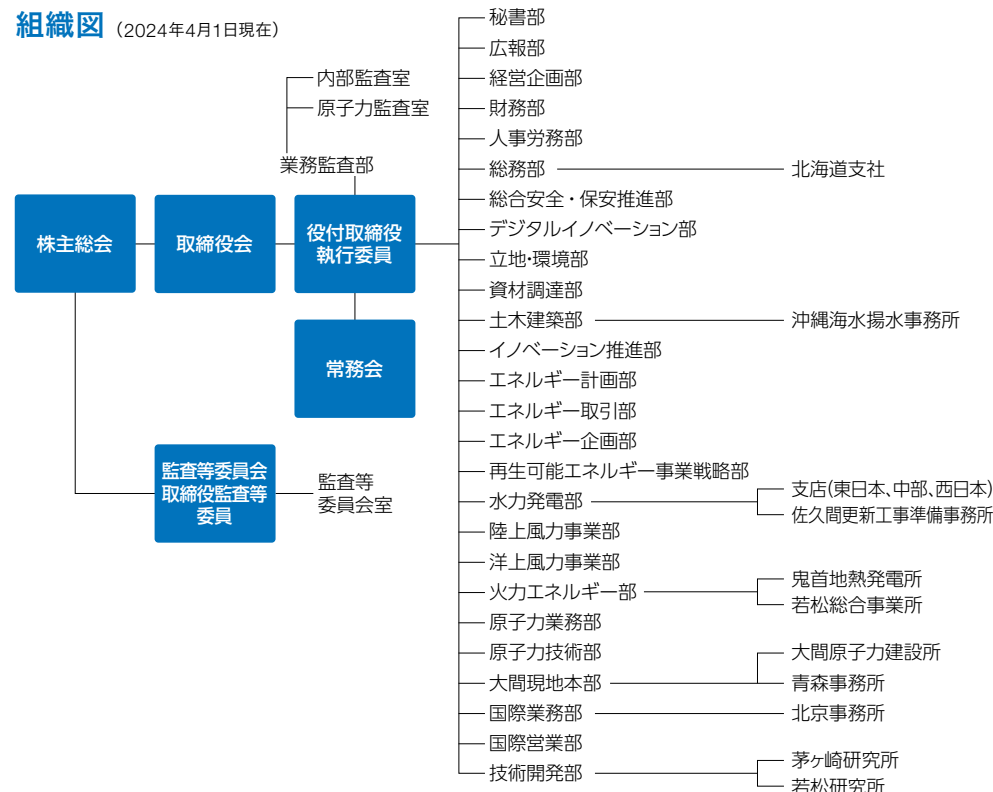 組織図 (2024年4月1日現在)
内部監査室
原子力監査室
業務監査部
株主総会
取締役会
役付取締役
執行委員
常務会
監査等委員会
取締役監査等
委員
監査等
委員会室
秘書部
広報部
経営企画部
財務部
人事労務部
総務部
北海道支社
総合安全・保安推進部
デジタルイノベーション部
立地・環境部
資材調達部
土木建築部
沖縄海水揚水事務所
イノベーション推進部
エネルギー計画部
エネルギー取引部
エネルギー企画部
再生可能エネルギー事業戦略部
水力発電部
支店(東日本、中部、西日本)
佐久間更新工事準備事務所
陸上風力事業部
洋上風力事業部
火力エネルギー部
鬼首地熱発電所
若松総合事業所
原子力業務部
原子力技術部
大間現地本部
大間原子力建設所
青森事務所
国際業務部
北京事務所
国際営業部
技術開発部
茅ヶ崎研究所
若松研究所